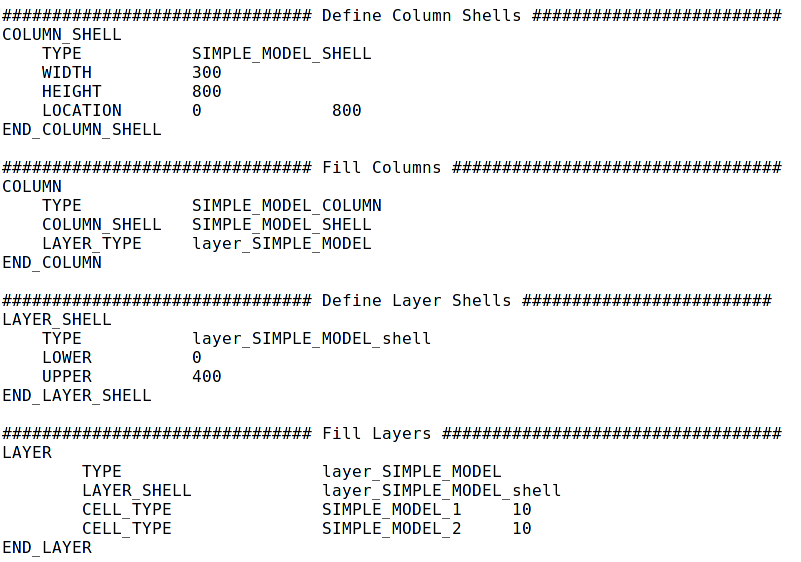 ############################### Define Column Shells #########################
COLUMN_SHELL
    TYPE           SIMPLE_MODEL_SHELL
    WIDTH          300
    HEIGHT         800
    LOCATION       0             800
END_COLUMN_SHELL

############################### Fill Columns #################################
COLUMN
    TYPE           SIMPLE_MODEL_COLUMN
    COLUMN_SHELL   SIMPLE_MODEL_SHELL
    LAYER_TYPE     layer_SIMPLE_MODEL
END_COLUMN

############################### Define Layer Shells #########################
LAYER_SHELL
    TYPE           layer_SIMPLE_MODEL_shell
    LOWER          0
    UPPER          400
END_LAYER_SHELL

############################### Fill Layers ##################################
LAYER
        TYPE                    layer_SIMPLE_MODEL
        LAYER_SHELL             layer_SIMPLE_MODEL_shell
        CELL_TYPE               SIMPLE_MODEL_1     10
        CELL_TYPE               SIMPLE_MODEL_2     10
END_LAYER